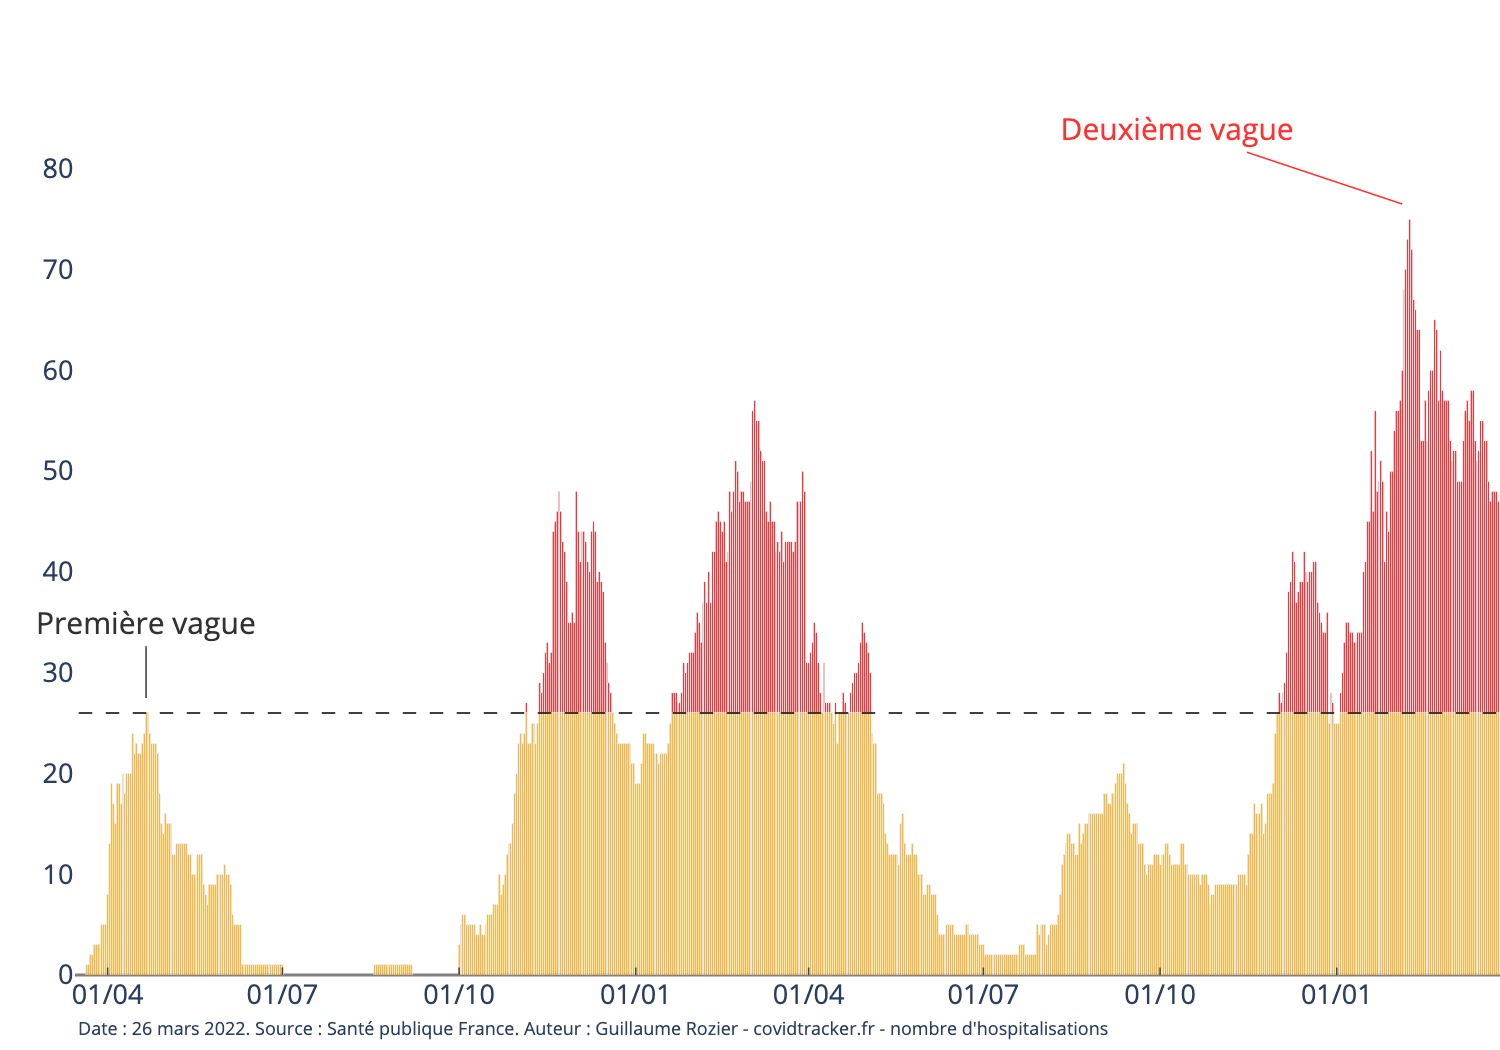 Deuxième vague
80
70
60
50
40
Première vague
30
20
10
0
01/04 01/07 01/10 01/01 01/04 01/07 01/10 01/01
Date : 26 mars 2022. Source : Santé publique France. Auteur : Guillaume Rozier - covidtracker.fr - nombre d'hospitalisations